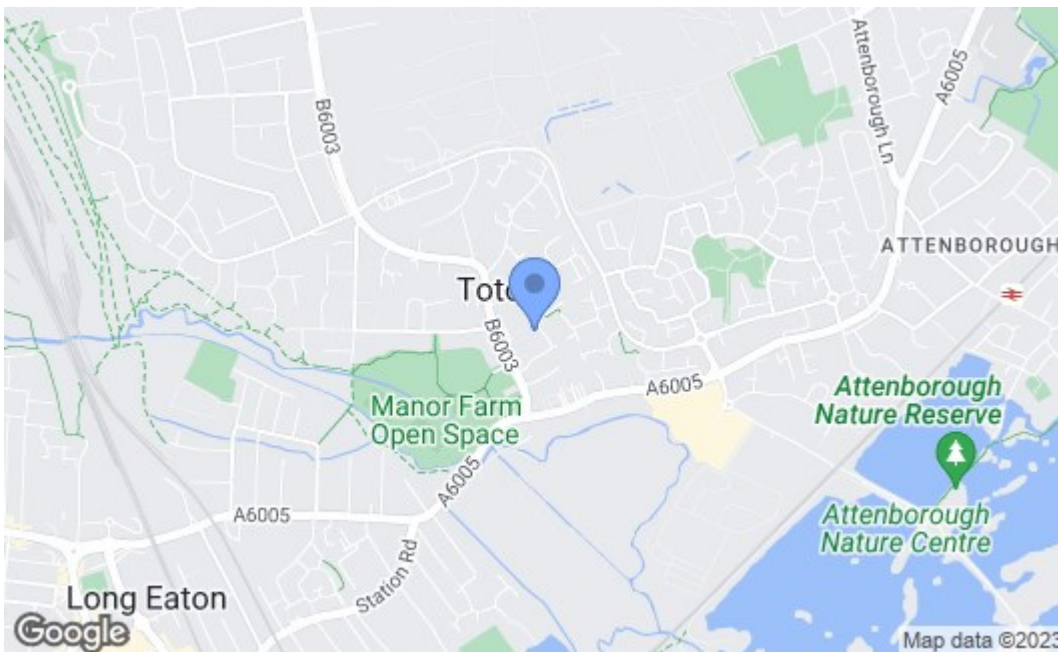 Attenborough Ln
A6005
B6003
ATTENBOROUGH
B6003
A6005
Manor Farm
Open Space
Attenborough
Nature Reserve
A6005
A6005
Attenborough
Nature Centre
Station Rd
Long Eaton
Google
Map data ©2023